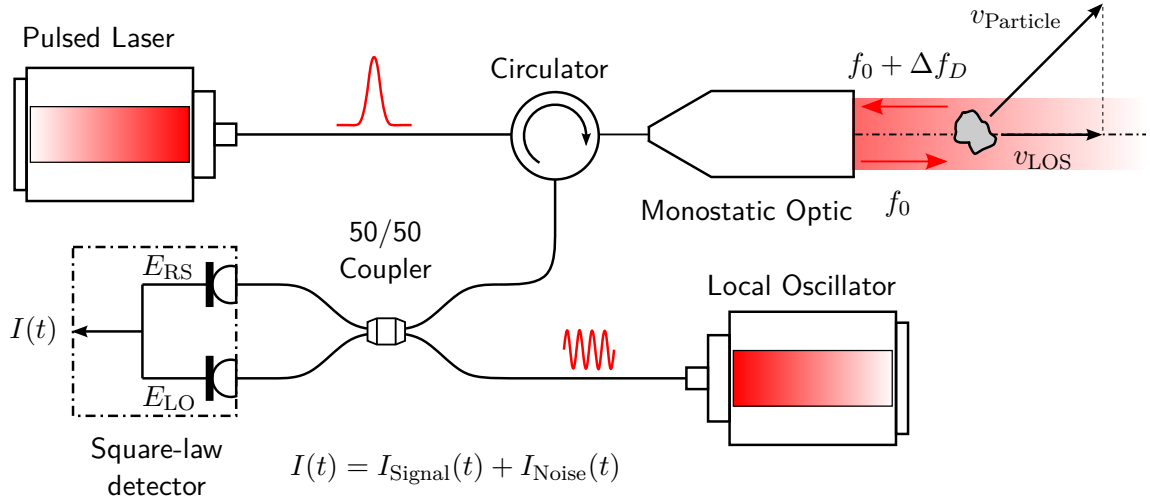 Pulsed Laser
Circulator
v_Particle
f_0 + Δf_D
v_LOS
Monostatic Optic
f_0
50/50
Coupler
E_RS
I(t)
E_LO
Local Oscillator
Square-law
detector
I(t) = I_Signal(t) + I_Noise(t)